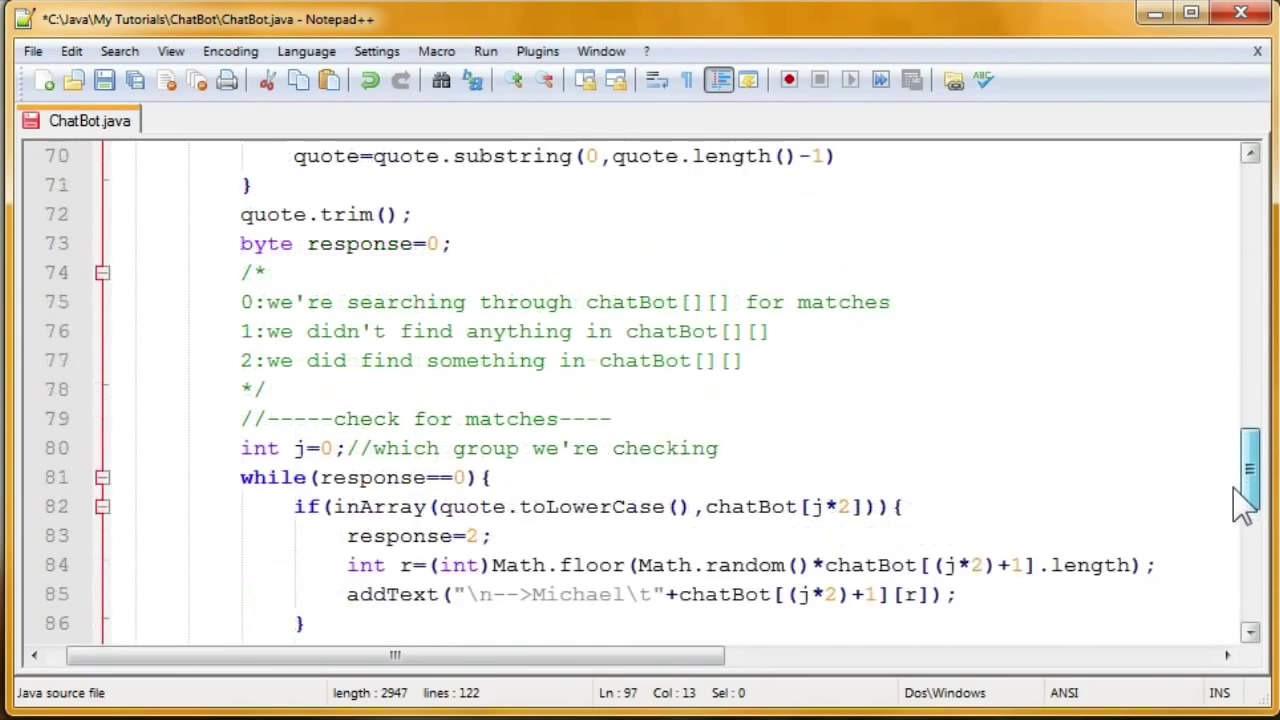 *C:\Java\My Tutorials\ChatBot\ChatBot.java - Notepad++
File Edit Search View Encoding Language Settings Macro Run Plugins Window ? X
ChatBot.java
70 quote=quote.substring(0,quote.length()-1)
71 }
72 quote.trim();
73 byte response=0;
74 /*
75 0:we're searching through chatBot[][] for matches
76 1:we didn't find anything in chatBot[][]
77 2:we did find something in chatBot[][]
78 */
79 //-----check for matches----
80 int j=0;//which group we're checking
81 while(response==0){
82 if(inArray(quote.toLowerCase(),chatBot[j*2])){
83 response=2;
84 int r=(int)Math.floor(Math.random()*chatBot[(j*2)+1].length);
85 addText("\n-->Michael\t"+chatBot[(j*2)+1][r]);
86 }
Java source file length : 2947 lines : 122 Ln : 97 Col : 13 Sel : 0 Dos\Windows ANSI INS